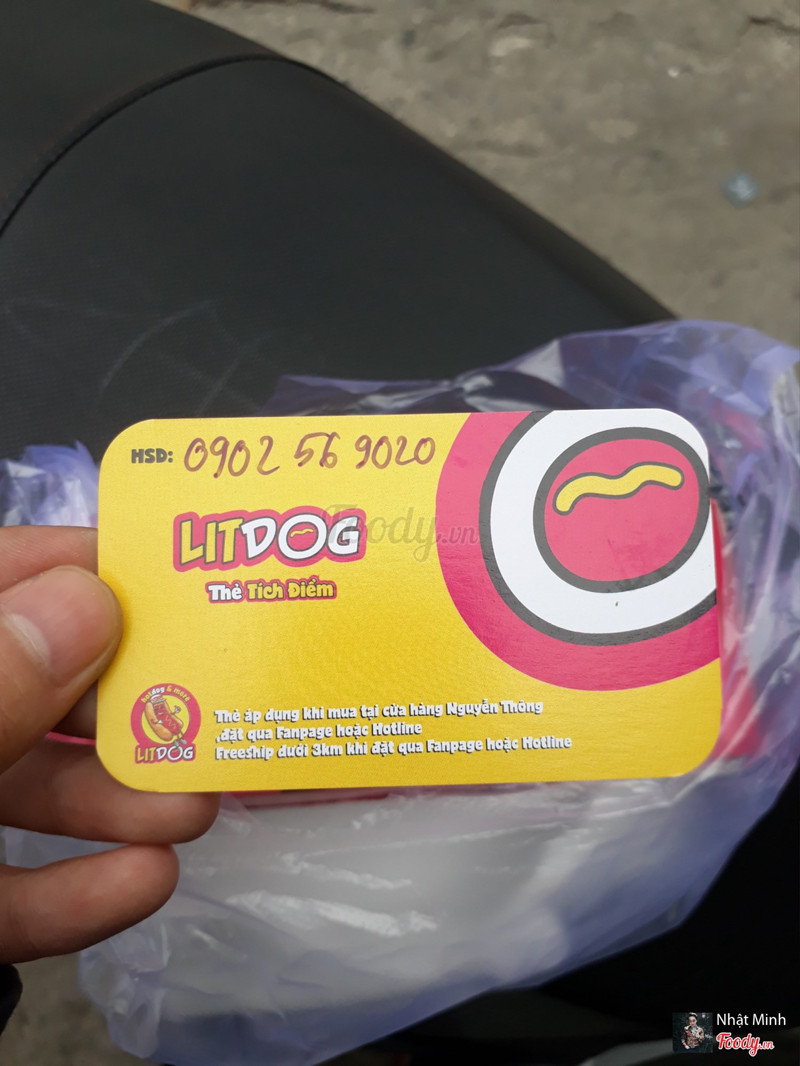 HSD: 0902 56 9020
LITDOG
Foody.vn
Thẻ Tích Điểm
hotdog & more
LITDOG
Thẻ áp dụng khi mua tại cửa hàng Nguyễn Thông
,đặt qua Fanpage hoặc Hotline
Freeship dưới 3km khi đặt qua Fanpage hoặc Hotline
Nhật Minh
Foody.vn